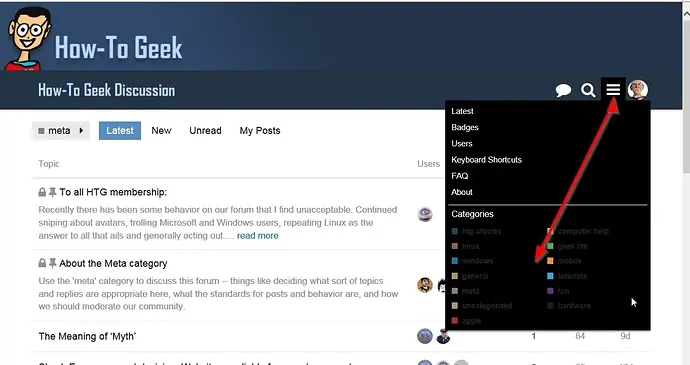 How-To Geek
How-To Geek Discussion
meta
Latest
New
Unread
My Posts
Topic
Users
To all HTG membership:
Recently there has been some behavior on our forum that I find unacceptable. Continued
sniping about avatars, trolling Microsoft and Windows users, repeating Linux as the
answer to all that ails and generally acting out.... read more
About the Meta category
Use the 'meta' category to discuss this forum -- things like deciding what sort of topics
and replies are appropriate here, what the standards for posts and behavior are, and how
we should moderate our community.
The Meaning of 'Myth'
1 64 9d
Latest
Badges
Users
Keyboard Shortcuts
FAQ
About
Categories
htg articles
computer help
linux
geek life
windows
mobile
general
tutorials
meta
fun
uncategorized
hardware
apple